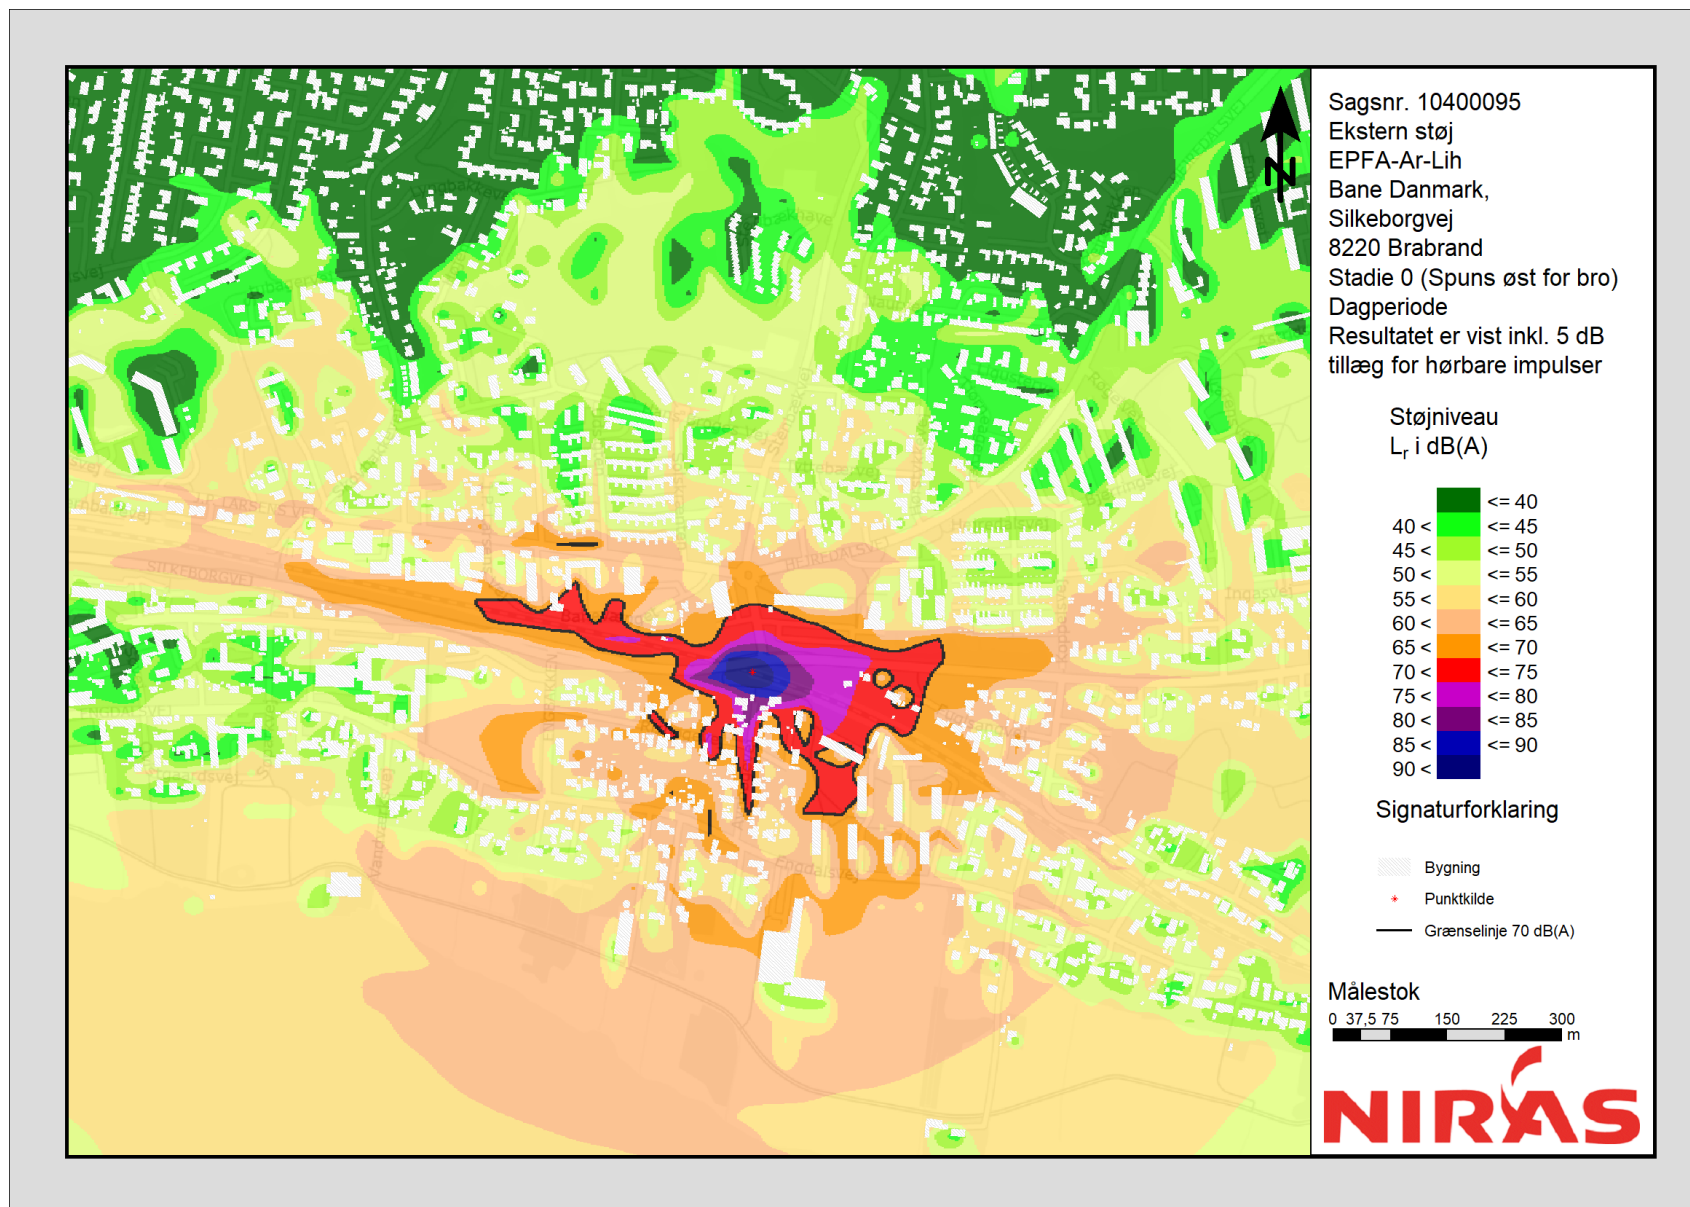 Sagsnr. 10400095
Ekstern støj
EPFA-Ar-Lih
Bane Danmark,
Silkeborgvej
8220 Brabrand
Stadie 0 (Spuns øst for bro)
Dagperiode
Resultatet er vist inkl. 5 dB
tillæg for hørbare impulser
Støjniveau
Lr i dB(A)
<= 40
40 < <= 45
45 < <= 50
50 < <= 55
55 < <= 60
60 < <= 65
65 < <= 70
70 < <= 75
75 < <= 80
80 < <= 85
85 < <= 90
90 <
Signaturforklaring
Bygning
Punktkilde
Grænselinje 70 dB(A)
Målestok
0 37,5 75 150 225 300
m
NIRAS
N
SILKEBORGVEJ
HEJREDALSVEJ
Hejredalsvej
Engdalsvej